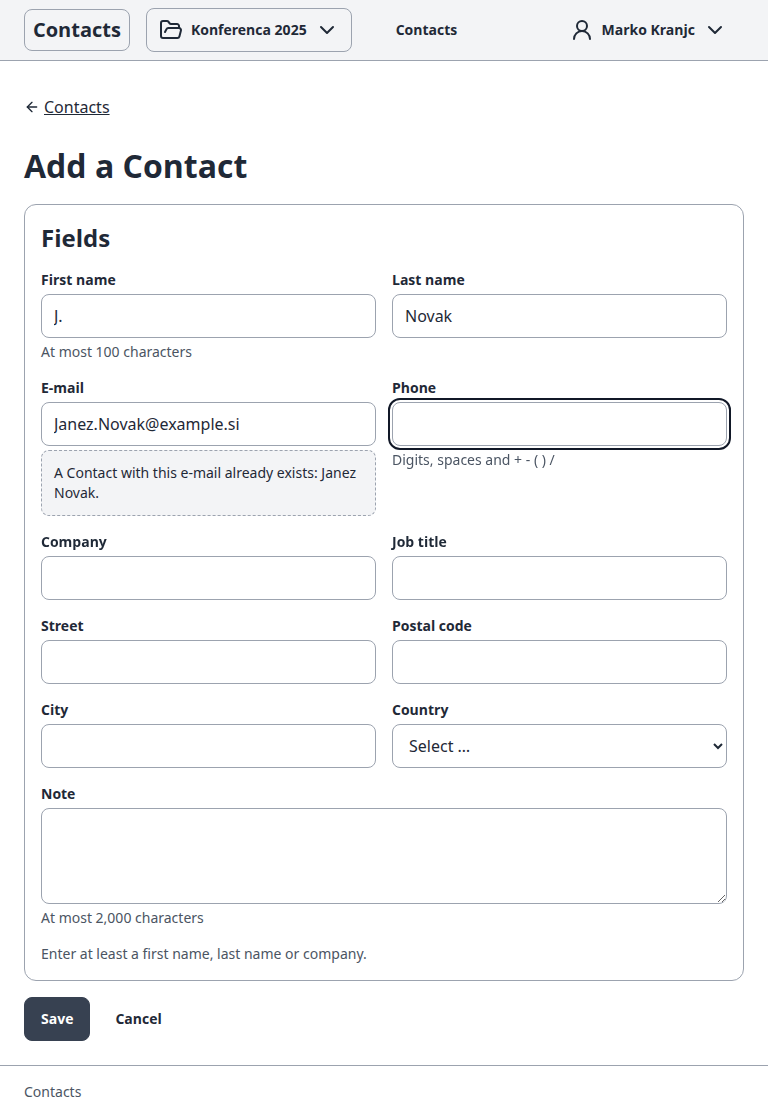 Contacts
Konferenca 2025
Contacts
Marko Kranjc
← Contacts
Add a Contact
Fields
First name
Last name
J.
Novak
At most 100 characters
E-mail
Phone
Janez.Novak@example.si
A Contact with this e-mail already exists: Janez
Novak.
Digits, spaces and + - ( ) /
Company
Job title
Street
Postal code
City
Country
Select ...
Note
At most 2,000 characters
Enter at least a first name, last name or company.
Save
Cancel
Contacts